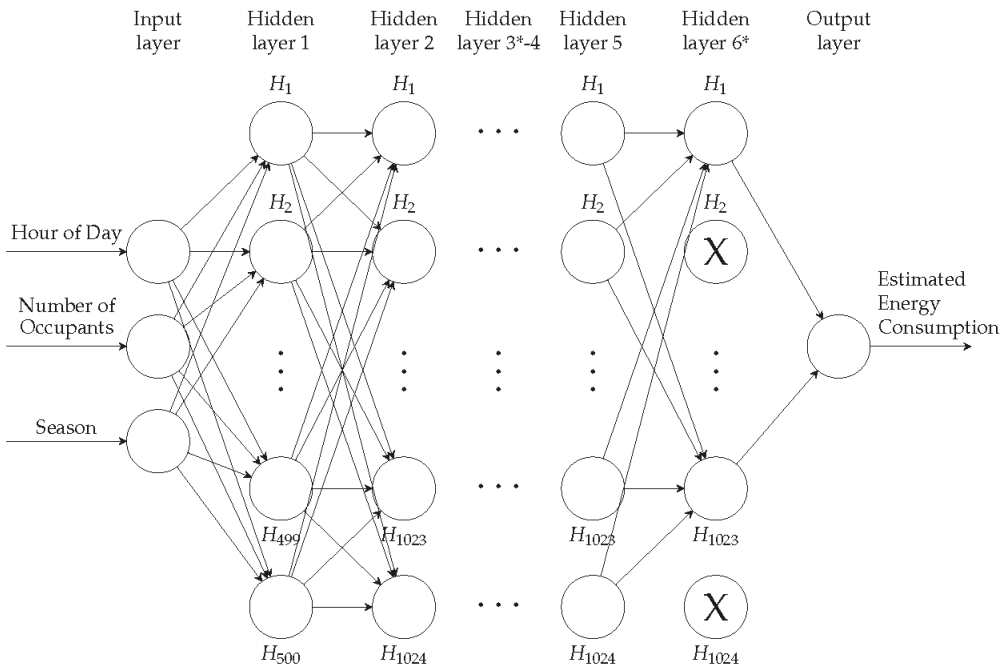 Input
layer
Hidden
layer 1
Hidden
layer 2
Hidden
layer 3*-4
Hidden
layer 5
Hidden
layer 6*
Output
layer
H1
H1
H1
H1
H2
H2
H2
H2
Hour of Day
X
Number of
Occupants
Estimated
Energy
Consumption
Season
H499
H1023
H1023
H1023
X
H500
H1024
H1024
H1024